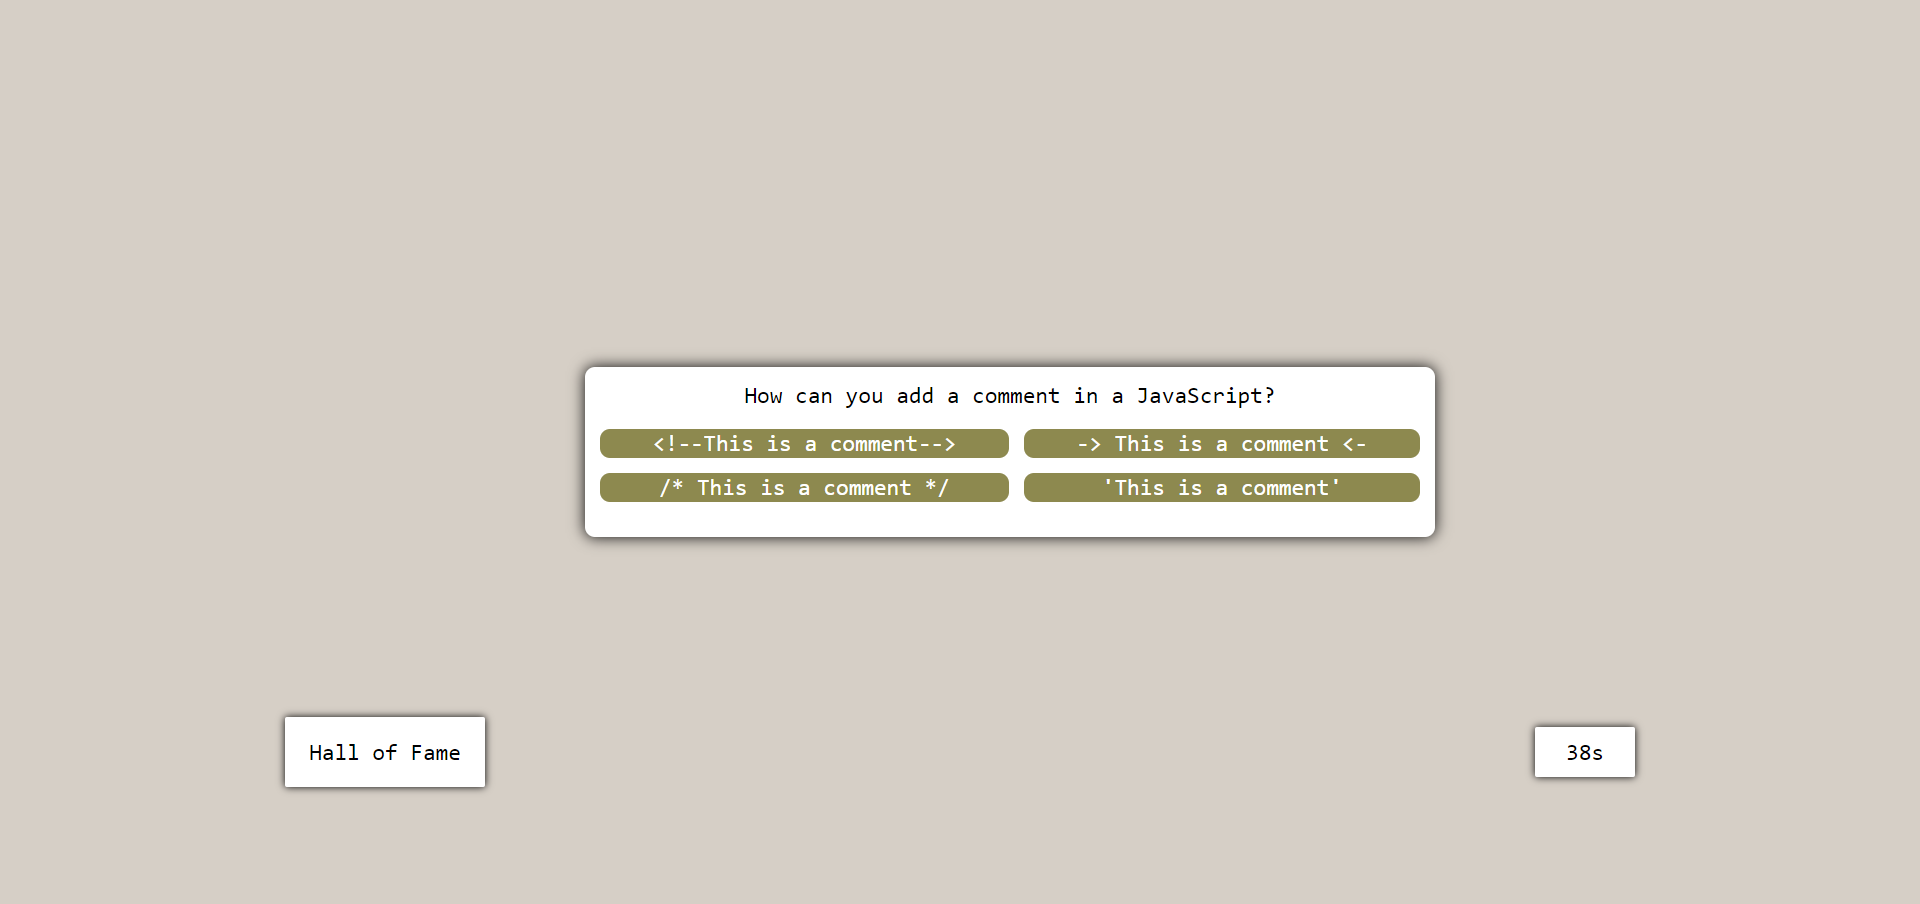 How can you add a comment in a JavaScript?
<!--This is a comment-->
-> This is a comment <-
/* This is a comment */
'This is a comment'
Hall of Fame
38s